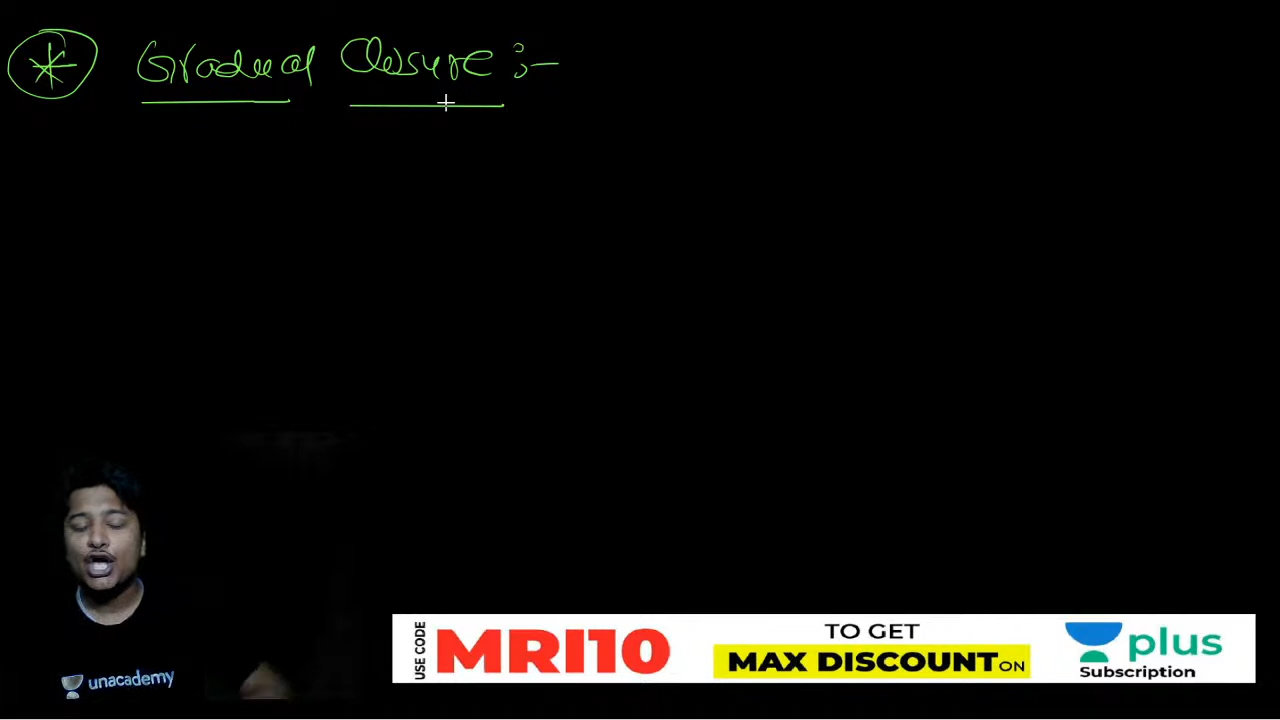 * Gradual Closure :-
unacademy
USE CODE
MRI10
TO GET
MAX DISCOUNT ON
plus
Subscription